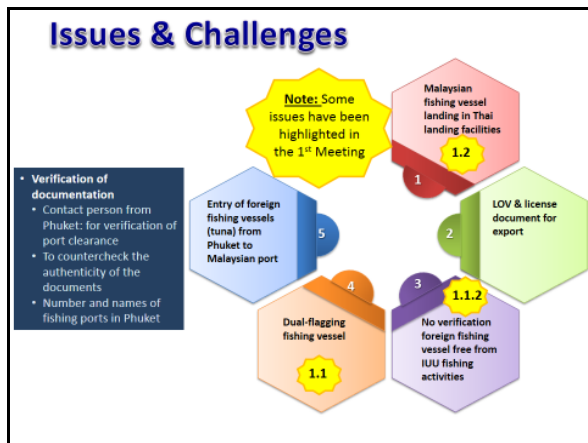 Issues & Challenges
Note: Some
issues have been
highlighted in
the 1st Meeting
Malaysian
fishing vessel
landing in Thai
landing facilities
1.2
1
• Verification of
documentation
• Contact person from
Phuket: for verification of
port clearance
• To countercheck the
authenticity of the
documents
• Number and names of
fishing ports in Phuket
Entry of foreign
fishing vessels
(tuna) from
Phuket to
Malaysian port
5
2
LOV & license
document for
export
4
Dual-flagging
fishing vessel
1.1
3
1.1.2
No verification
foreign fishing
vessel free from
IUU fishing
activities